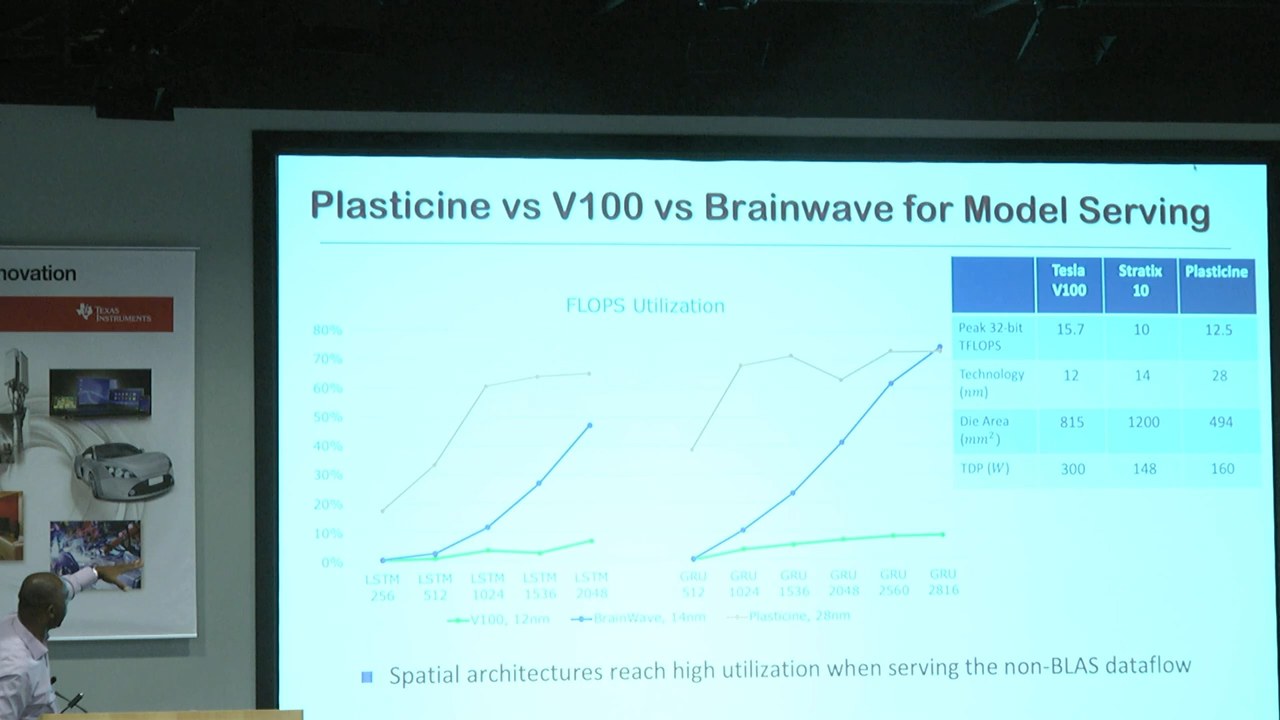 Plasticine vs V100 vs Brainwave for Model Serving
novation
TEXAS
INSTRUMENTS
FLOPS Utilization
80%
70%
60%
50%
40%
30%
20%
10%
0%
LSTM LSTM LSTM LSTM LSTM
256 512 1024 1536 2048
GRU GRU GRU GRU GRU GRU
512 1024 1536 2048 2560 2816
V100, 12nm BrainWave, 14nm Plasticine, 28nm
Tesla Stratix Plasticine
V100 10
Peak 32-bit 15.7 10 12.5
TFLOPS
Technology 12 14 28
(nm)
Die Area 815 1200 494
(mm²)
TDP (W) 300 148 160
Spatial architectures reach high utilization when serving the non-BLAS dataflow